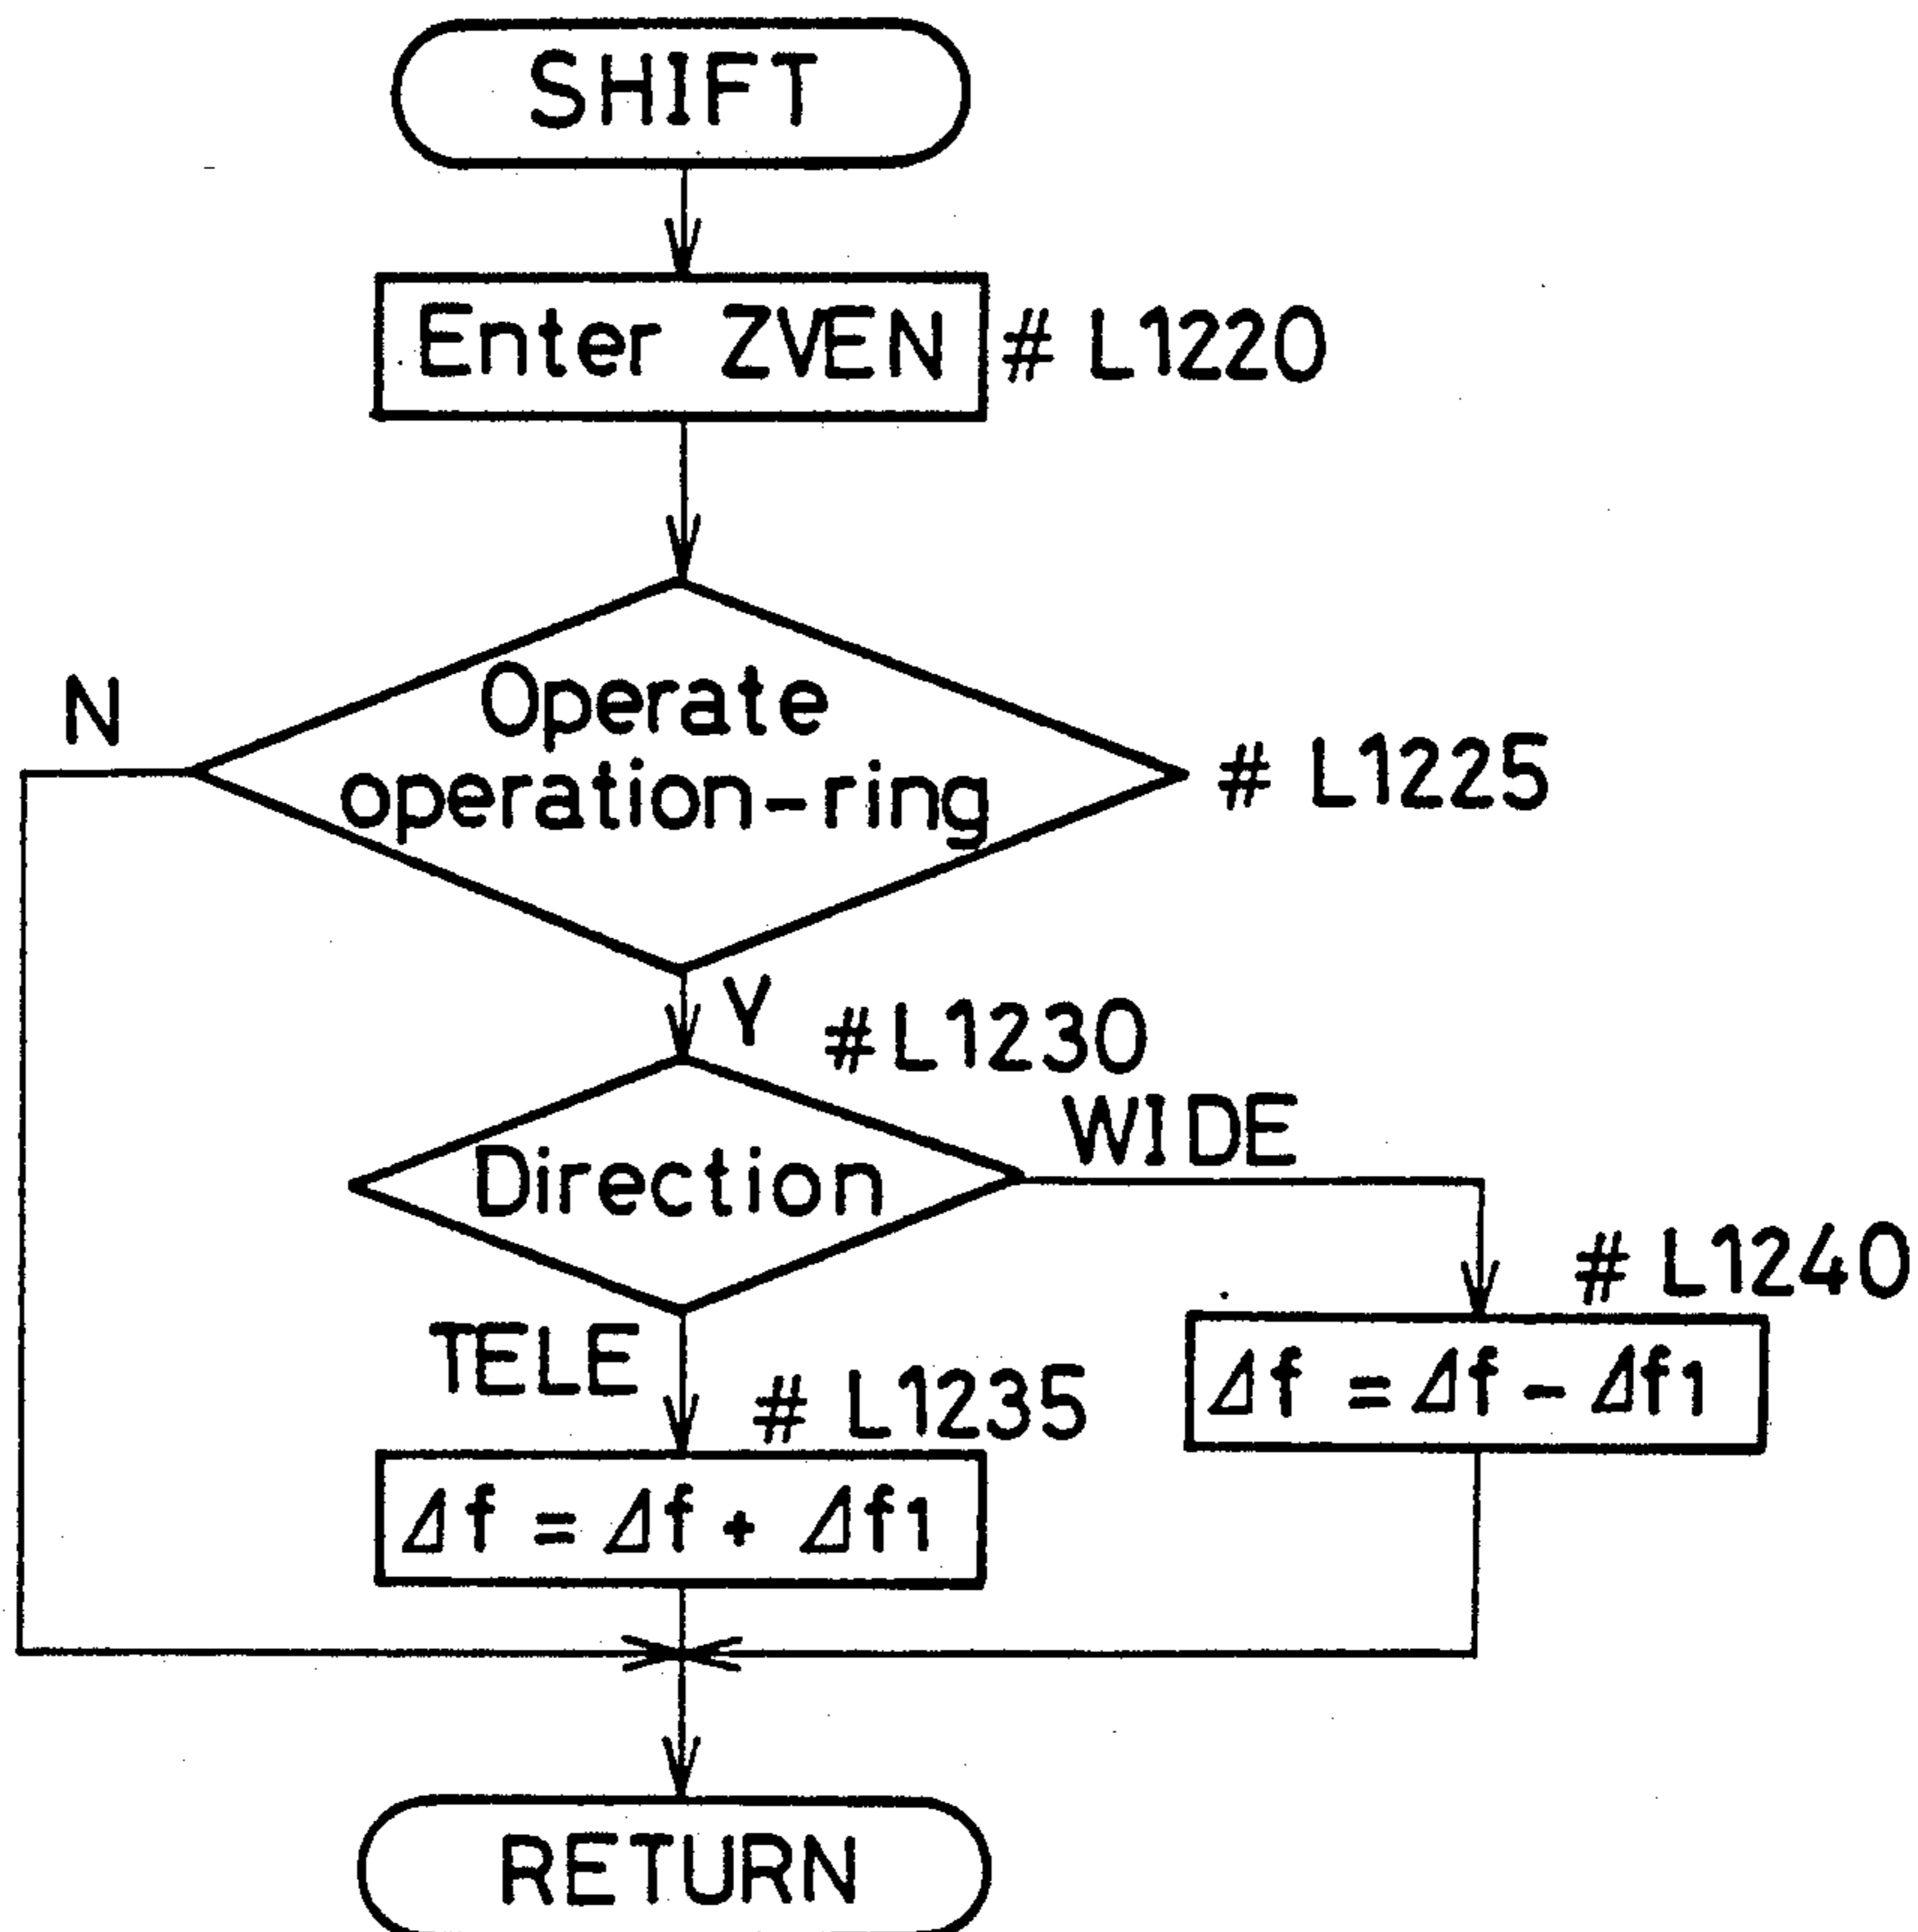 SHIFT
Enter ZVEN
# L1220
Operate
operation-ring
# L1225
N
Y
#L1230
Direction
WIDE
# L1240
Δf = Δf - Δf1
TELE
# L1235
Δf = Δf + Δf1
RETURN